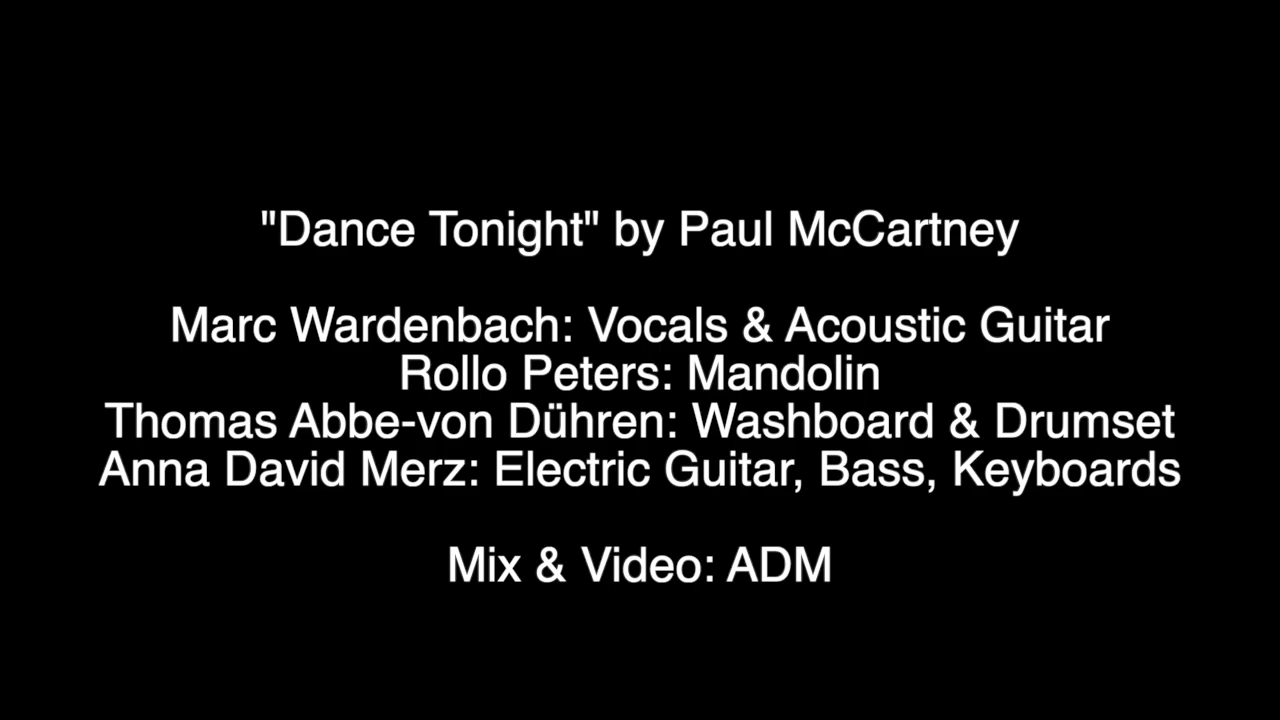 "Dance Tonight" by Paul McCartney
Marc Wardenbach: Vocals & Acoustic Guitar
Rollo Peters: Mandolin
Thomas Abbe-von Dühren: Washboard & Drumset
Anna David Merz: Electric Guitar, Bass, Keyboards
Mix & Video: ADM